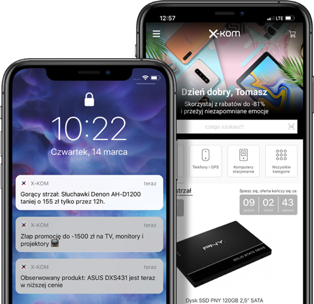 12:57
LTE
X-KOM
Dzień dobry, Tomasz
Skorzystaj z rabatów do -81%
i przeżyj niezapomniane emocje
czego szukasz?
Telefony i GPS
Komputery stacjonarne
Wszystkie kategorie
strzał
Śpiesz się, oferta kończy się za
09
02
43
PNY
Dysk SSD PNY 120GB 2,5" SATA
10:22
Czwartek, 14 marca
X-KOM
teraz
Gorący strzał: Słuchawki Denon AH-D1200
taniej o 155 zł tylko przez 12h.
X-KOM
teraz
Złap promocję do -1500 zł na TV, monitory i
projektory
X-KOM
teraz
Obserwowany produkt: ASUS DXS431 jest teraz
w niższej cenie